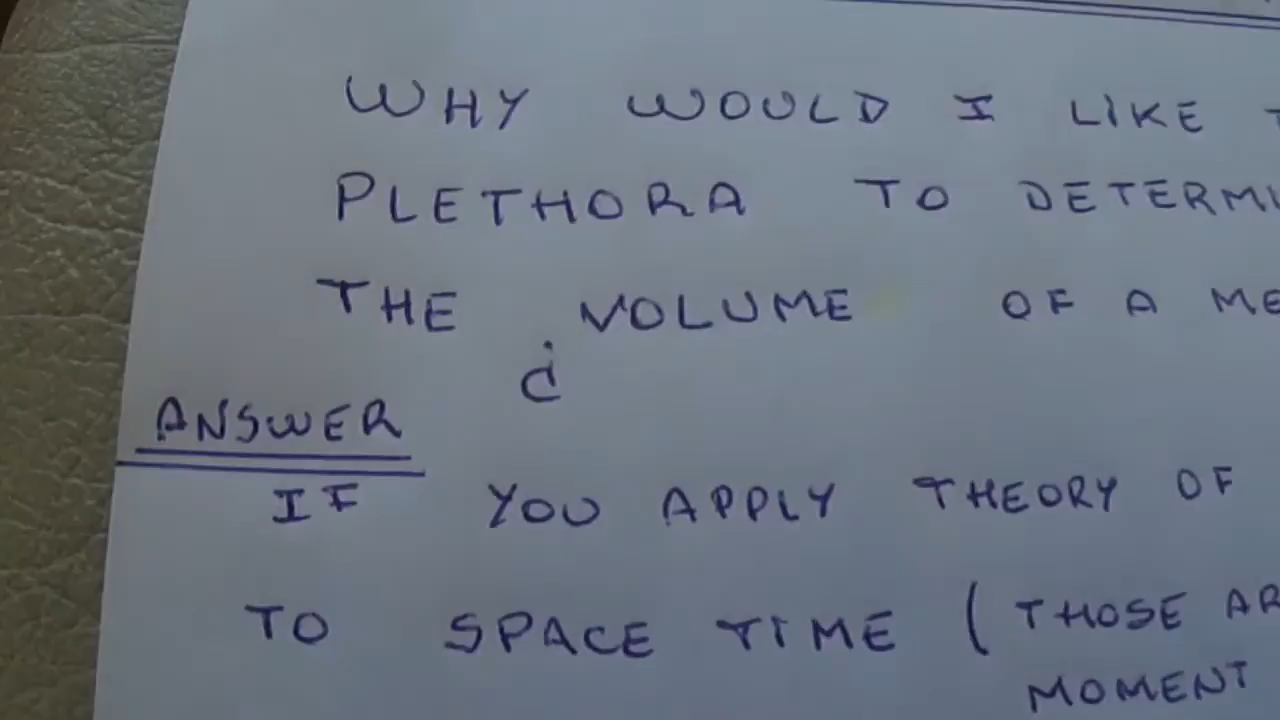 WHY WOULD I LIKE T
PLETHORA TO DETERMI
THE VOLUME OF A ME
ċ
ANSWER
IF YOU APPLY THEORY OF
TO SPACE TIME ( THOSE AR
MOMENT